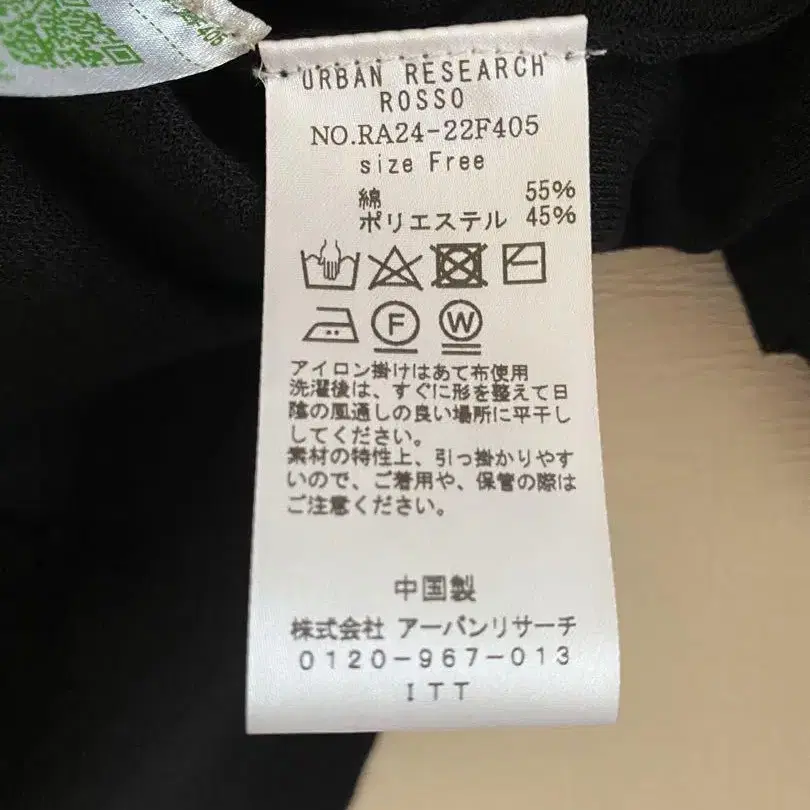 URBAN RESEARCH
ROSSO
NO.RA24-22F405
size Free
綿 55%
ポリエステル 45%
F W
アイロン掛けはあて布使用
洗濯後は、すぐに形を整えて日
陰の風通しの良い場所に平干し
してください。
素材の特性上、引っ掛かりやす
いので、ご着用や、保管の際は
ご注意ください。
中国製
株式会社 アーバンリサーチ
0120-967-013
ITT